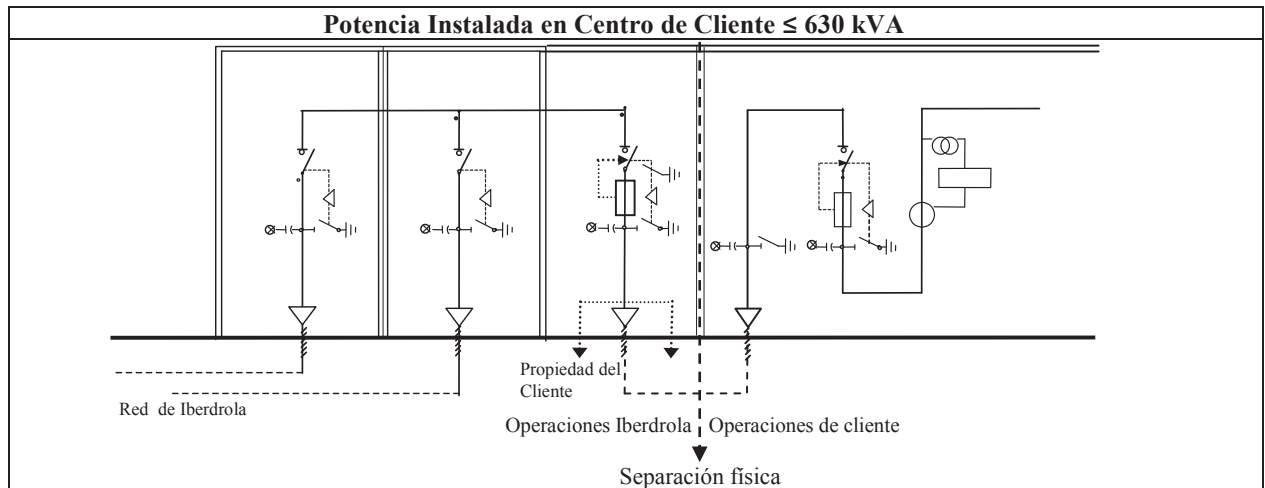 Potencia Instalada en Centro de Cliente ≤ 630 kVA
Propiedad del
Cliente
Red de Iberdrola
Operaciones Iberdrola
Operaciones de cliente
Separación física